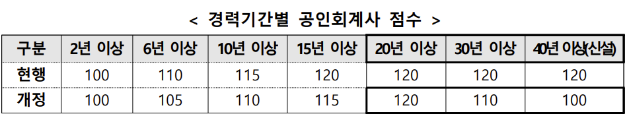 < 경력기간별 공인회계사 점수 >
구분 2년 이상 6년 이상 10년 이상 15년 이상 20년 이상 30년 이상 40년 이상(신설)
현행 100 110 115 120 120 120 120
개정 100 105 110 115 120 110 100